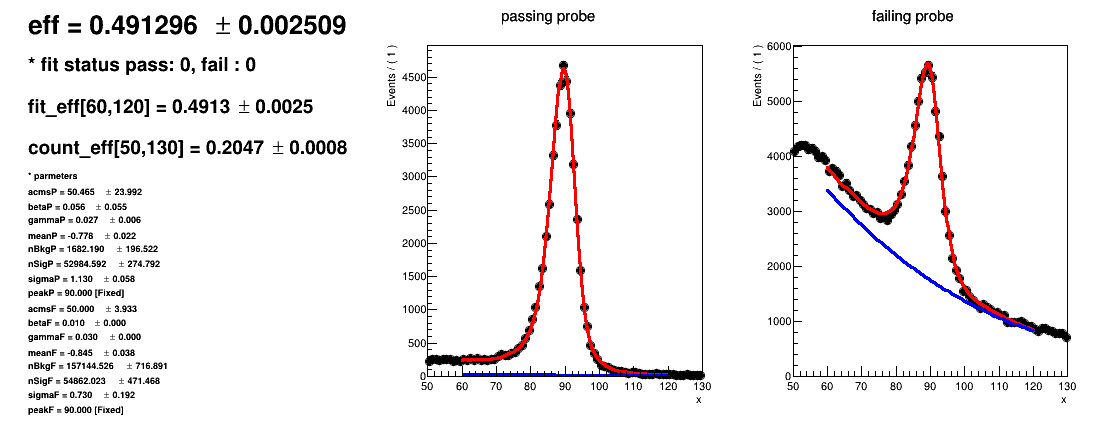 eff = 0.491296 ± 0.002509
* fit status pass: 0, fail : 0
fit_eff[60,120] = 0.4913 ± 0.0025
count_eff[50,130] = 0.2047 ± 0.0008
* parmeters
acmsP = 50.465 ± 23.992
betaP = 0.056 ± 0.055
gammaP = 0.027 ± 0.006
meanP = -0.778 ± 0.022
nBkgP = 1682.190 ± 196.522
nSigP = 52984.592 ± 274.792
sigmaP = 1.130 ± 0.058
peakP = 90.000 [Fixed]
acmsF = 50.000 ± 3.933
betaF = 0.010 ± 0.000
gammaF = 0.030 ± 0.000
meanF = -0.845 ± 0.038
nBkgF = 157144.526 ± 716.891
nSigF = 54862.023 ± 471.468
sigmaF = 0.730 ± 0.192
peakF = 90.000 [Fixed]
passing probe
Events / ( 1 )
4500
4000
3500
3000
2500
2000
1500
1000
500
0
50 60 70 80 90 100 110 120 130
x
failing probe
Events / ( 1 )
6000
5000
4000
3000
2000
1000
0
50 60 70 80 90 100 110 120 130
x